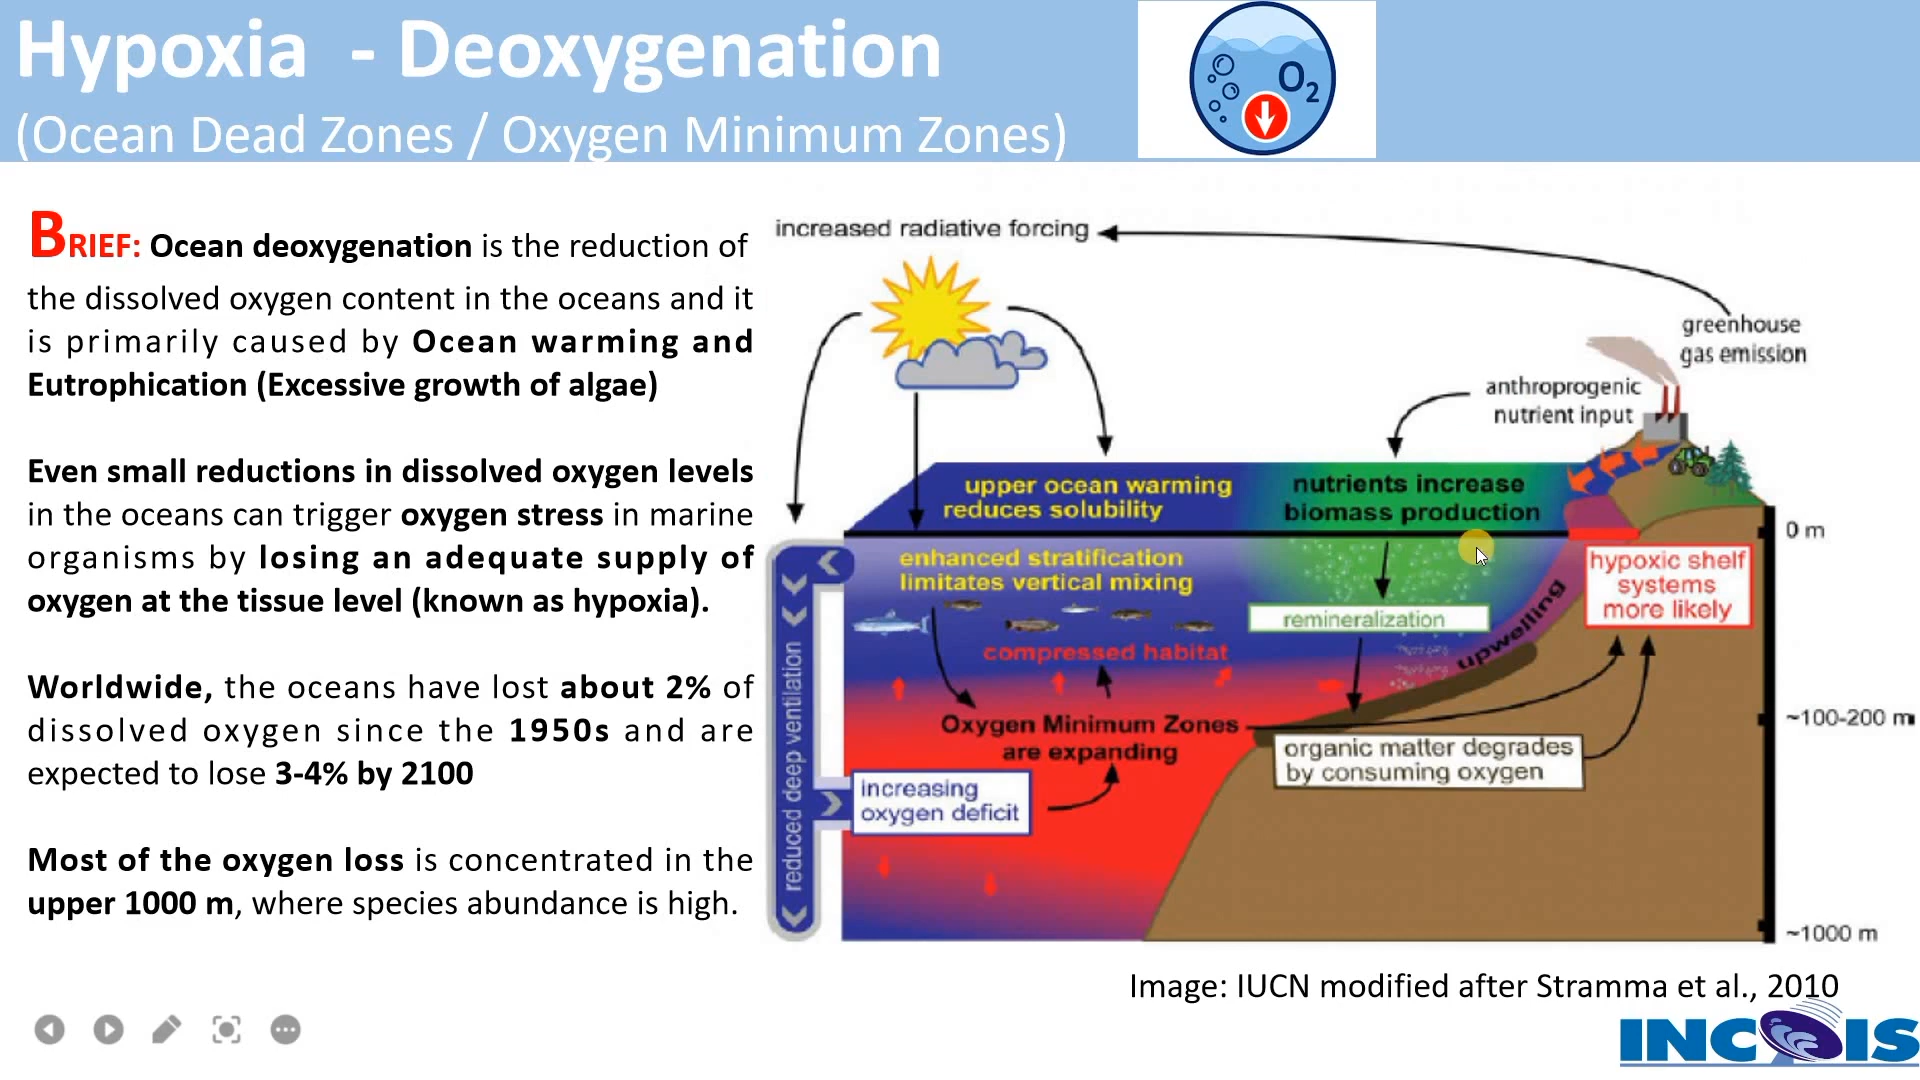 Hypoxia - Deoxygenation
(Ocean Dead Zones / Oxygen Minimum Zones)
O2
BRIEF: Ocean deoxygenation is the reduction of
the dissolved oxygen content in the oceans and it
is primarily caused by Ocean warming and
Eutrophication (Excessive growth of algae)
Even small reductions in dissolved oxygen levels
in the oceans can trigger oxygen stress in marine
organisms by losing an adequate supply of
oxygen at the tissue level (known as hypoxia).
Worldwide, the oceans have lost about 2% of
dissolved oxygen since the 1950s and are
expected to lose 3-4% by 2100
Most of the oxygen loss is concentrated in the
upper 1000 m, where species abundance is high.
increased radiative forcing
greenhouse
gas emission
anthroprogenic
nutrient input
upper ocean warming
reduces solubility
nutrients increase
biomass production
0 m
enhanced stratification
limitates vertical mixing
hypoxic shelf
systems
more likely
remineralization
upwelling
compressed habitat
reduced deep ventilation
Oxygen Minimum Zones
are expanding
~100-200 m
organic matter degrades
by consuming oxygen
increasing
oxygen deficit
~1000 m
Image: IUCN modified after Stramma et al., 2010
INCOIS